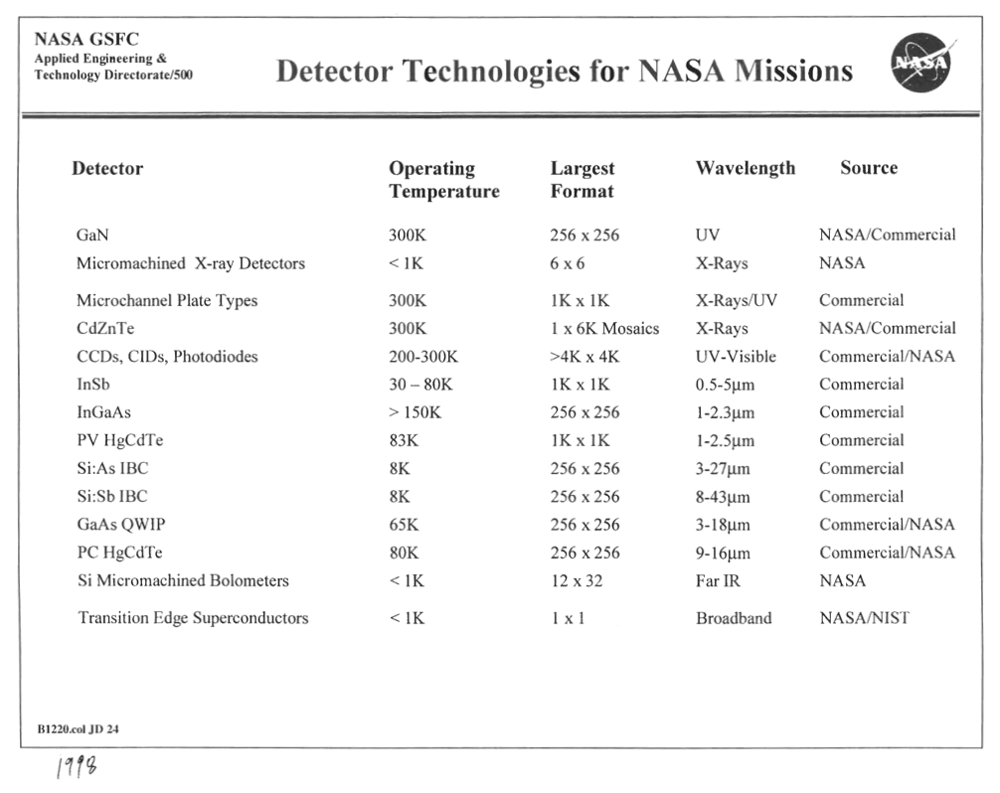 NASA GSFC
Applied Engineering &
Technology Directorate/500
Detector Technologies for NASA Missions
NASA
Detector Operating Temperature Largest Format Wavelength Source
GaN 300K 256 x 256 UV NASA/Commercial
Micromachined X-ray Detectors < 1K 6 x 6 X-Rays NASA
Microchannel Plate Types 300K 1K x 1K X-Rays/UV Commercial
CdZnTe 300K 1 x 6K Mosaics X-Rays NASA/Commercial
CCDs, CIDs, Photodiodes 200-300K >4K x 4K UV-Visible Commercial/NASA
InSb 30 – 80K 1K x 1K 0.5-5μm Commercial
InGaAs > 150K 256 x 256 1-2.3μm Commercial
PV HgCdTe 83K 1K x 1K 1-2.5μm Commercial
Si:As IBC 8K 256 x 256 3-27μm Commercial
Si:Sb IBC 8K 256 x 256 8-43μm Commercial
GaAs QWIP 65K 256 x 256 3-18μm Commercial/NASA
PC HgCdTe 80K 256 x 256 9-16μm Commercial/NASA
Si Micromachined Bolometers < 1K 12 x 32 Far IR NASA
Transition Edge Superconductors < 1K 1 x 1 Broadband NASA/NIST
B1220.col JD 24
1998